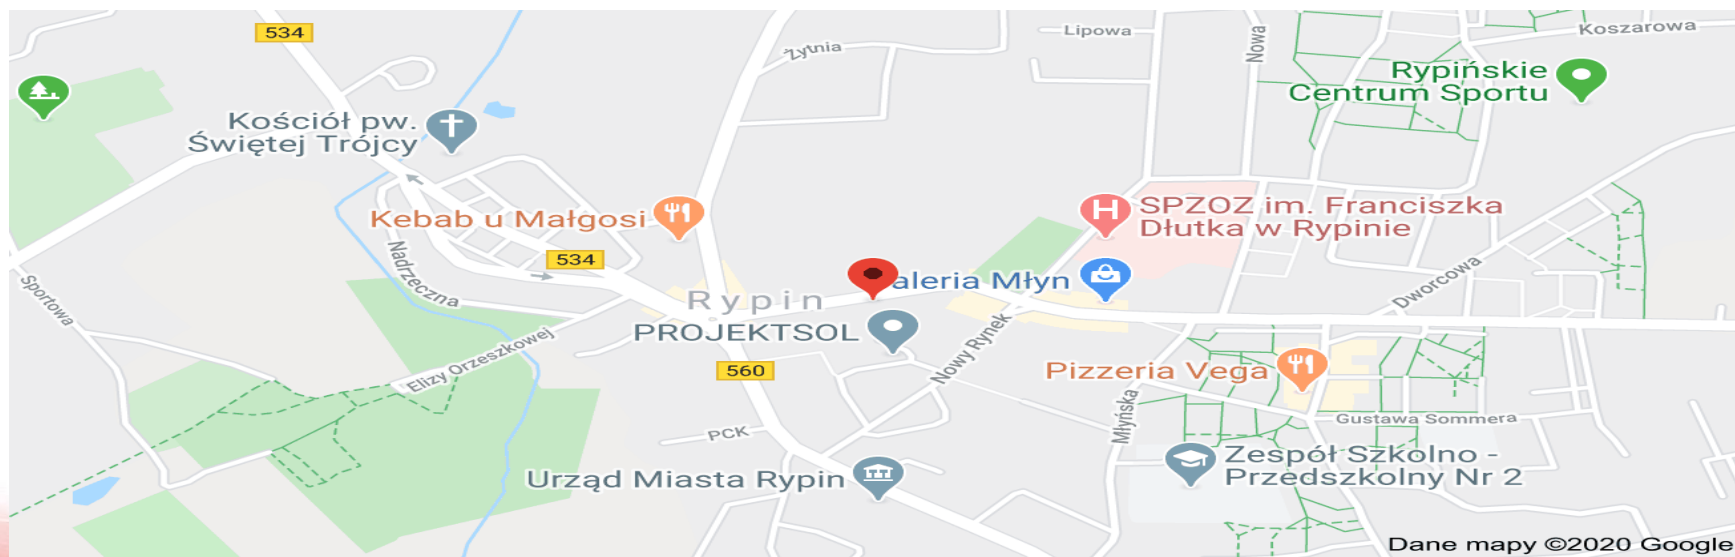 534
Żytnia
Lipowa
Nowa
Koszarowa
Rypińskie
Centrum Sportu
Kościół pw.
Świętej Trójcy
Kebab u Małgosi
SPZOZ im. Franciszka
Dłutka w Rypinie
Nadrzeczna
534
Sportowa
aleria Młyn
Dworcowa
Rypin
PROJEKTSOL
Nowy Rynek
Elizy Orzeszkowej
560
Pizzeria Vega
Młyńska
Gustawa Sommera
PCK
Urząd Miasta Rypin
Zespół Szkolno -
Przedszkolny Nr 2
Dane mapy ©2020 Google